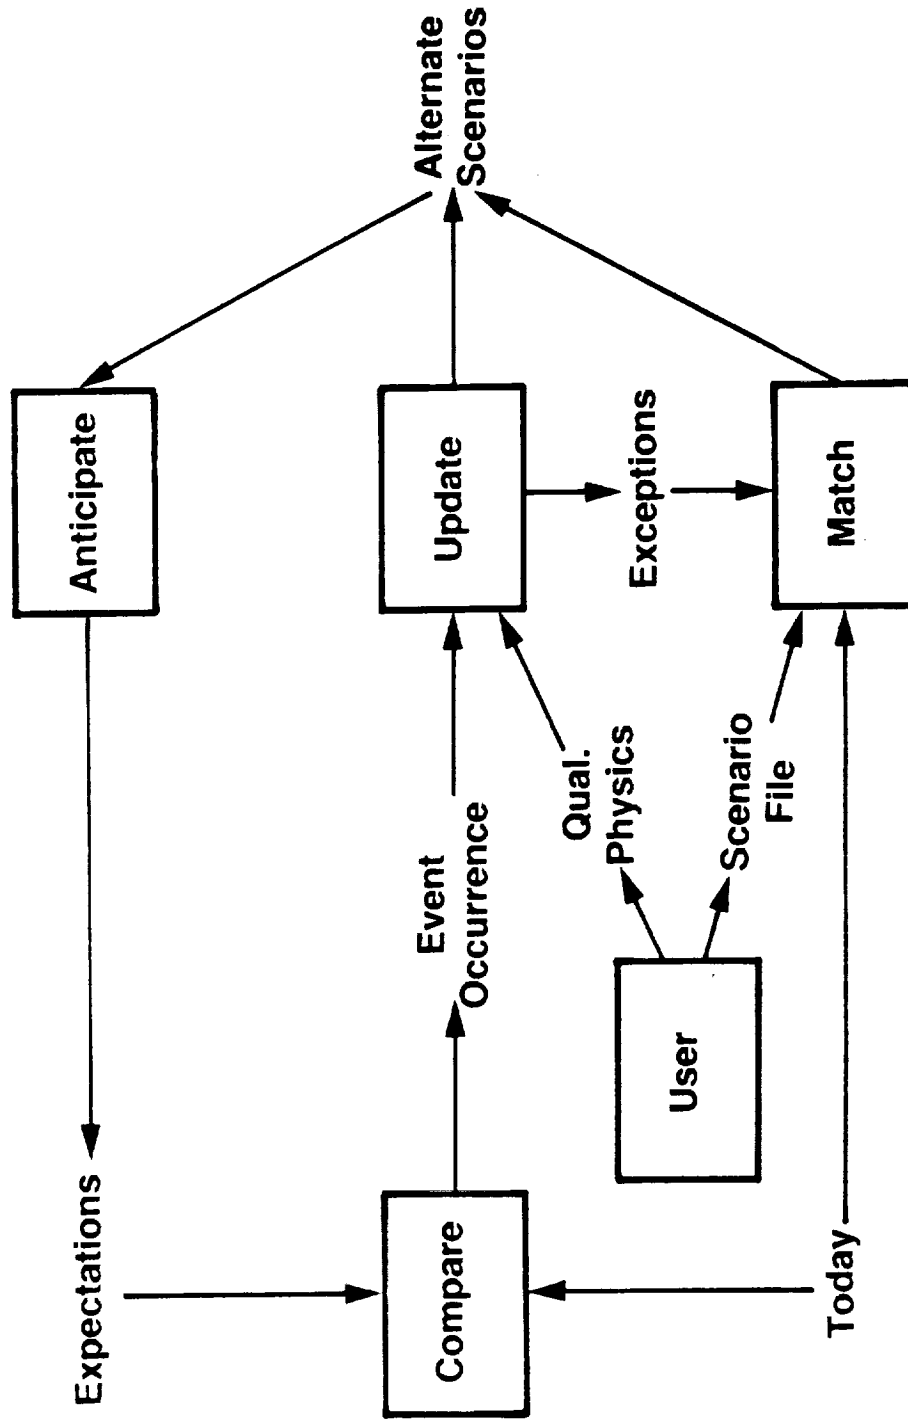 Expectations
Anticipate
Compare
Event
Occurrence
Update
Alternate
Scenarios
Qual.
Physics
Exceptions
User
Scenario
File
Today
Match